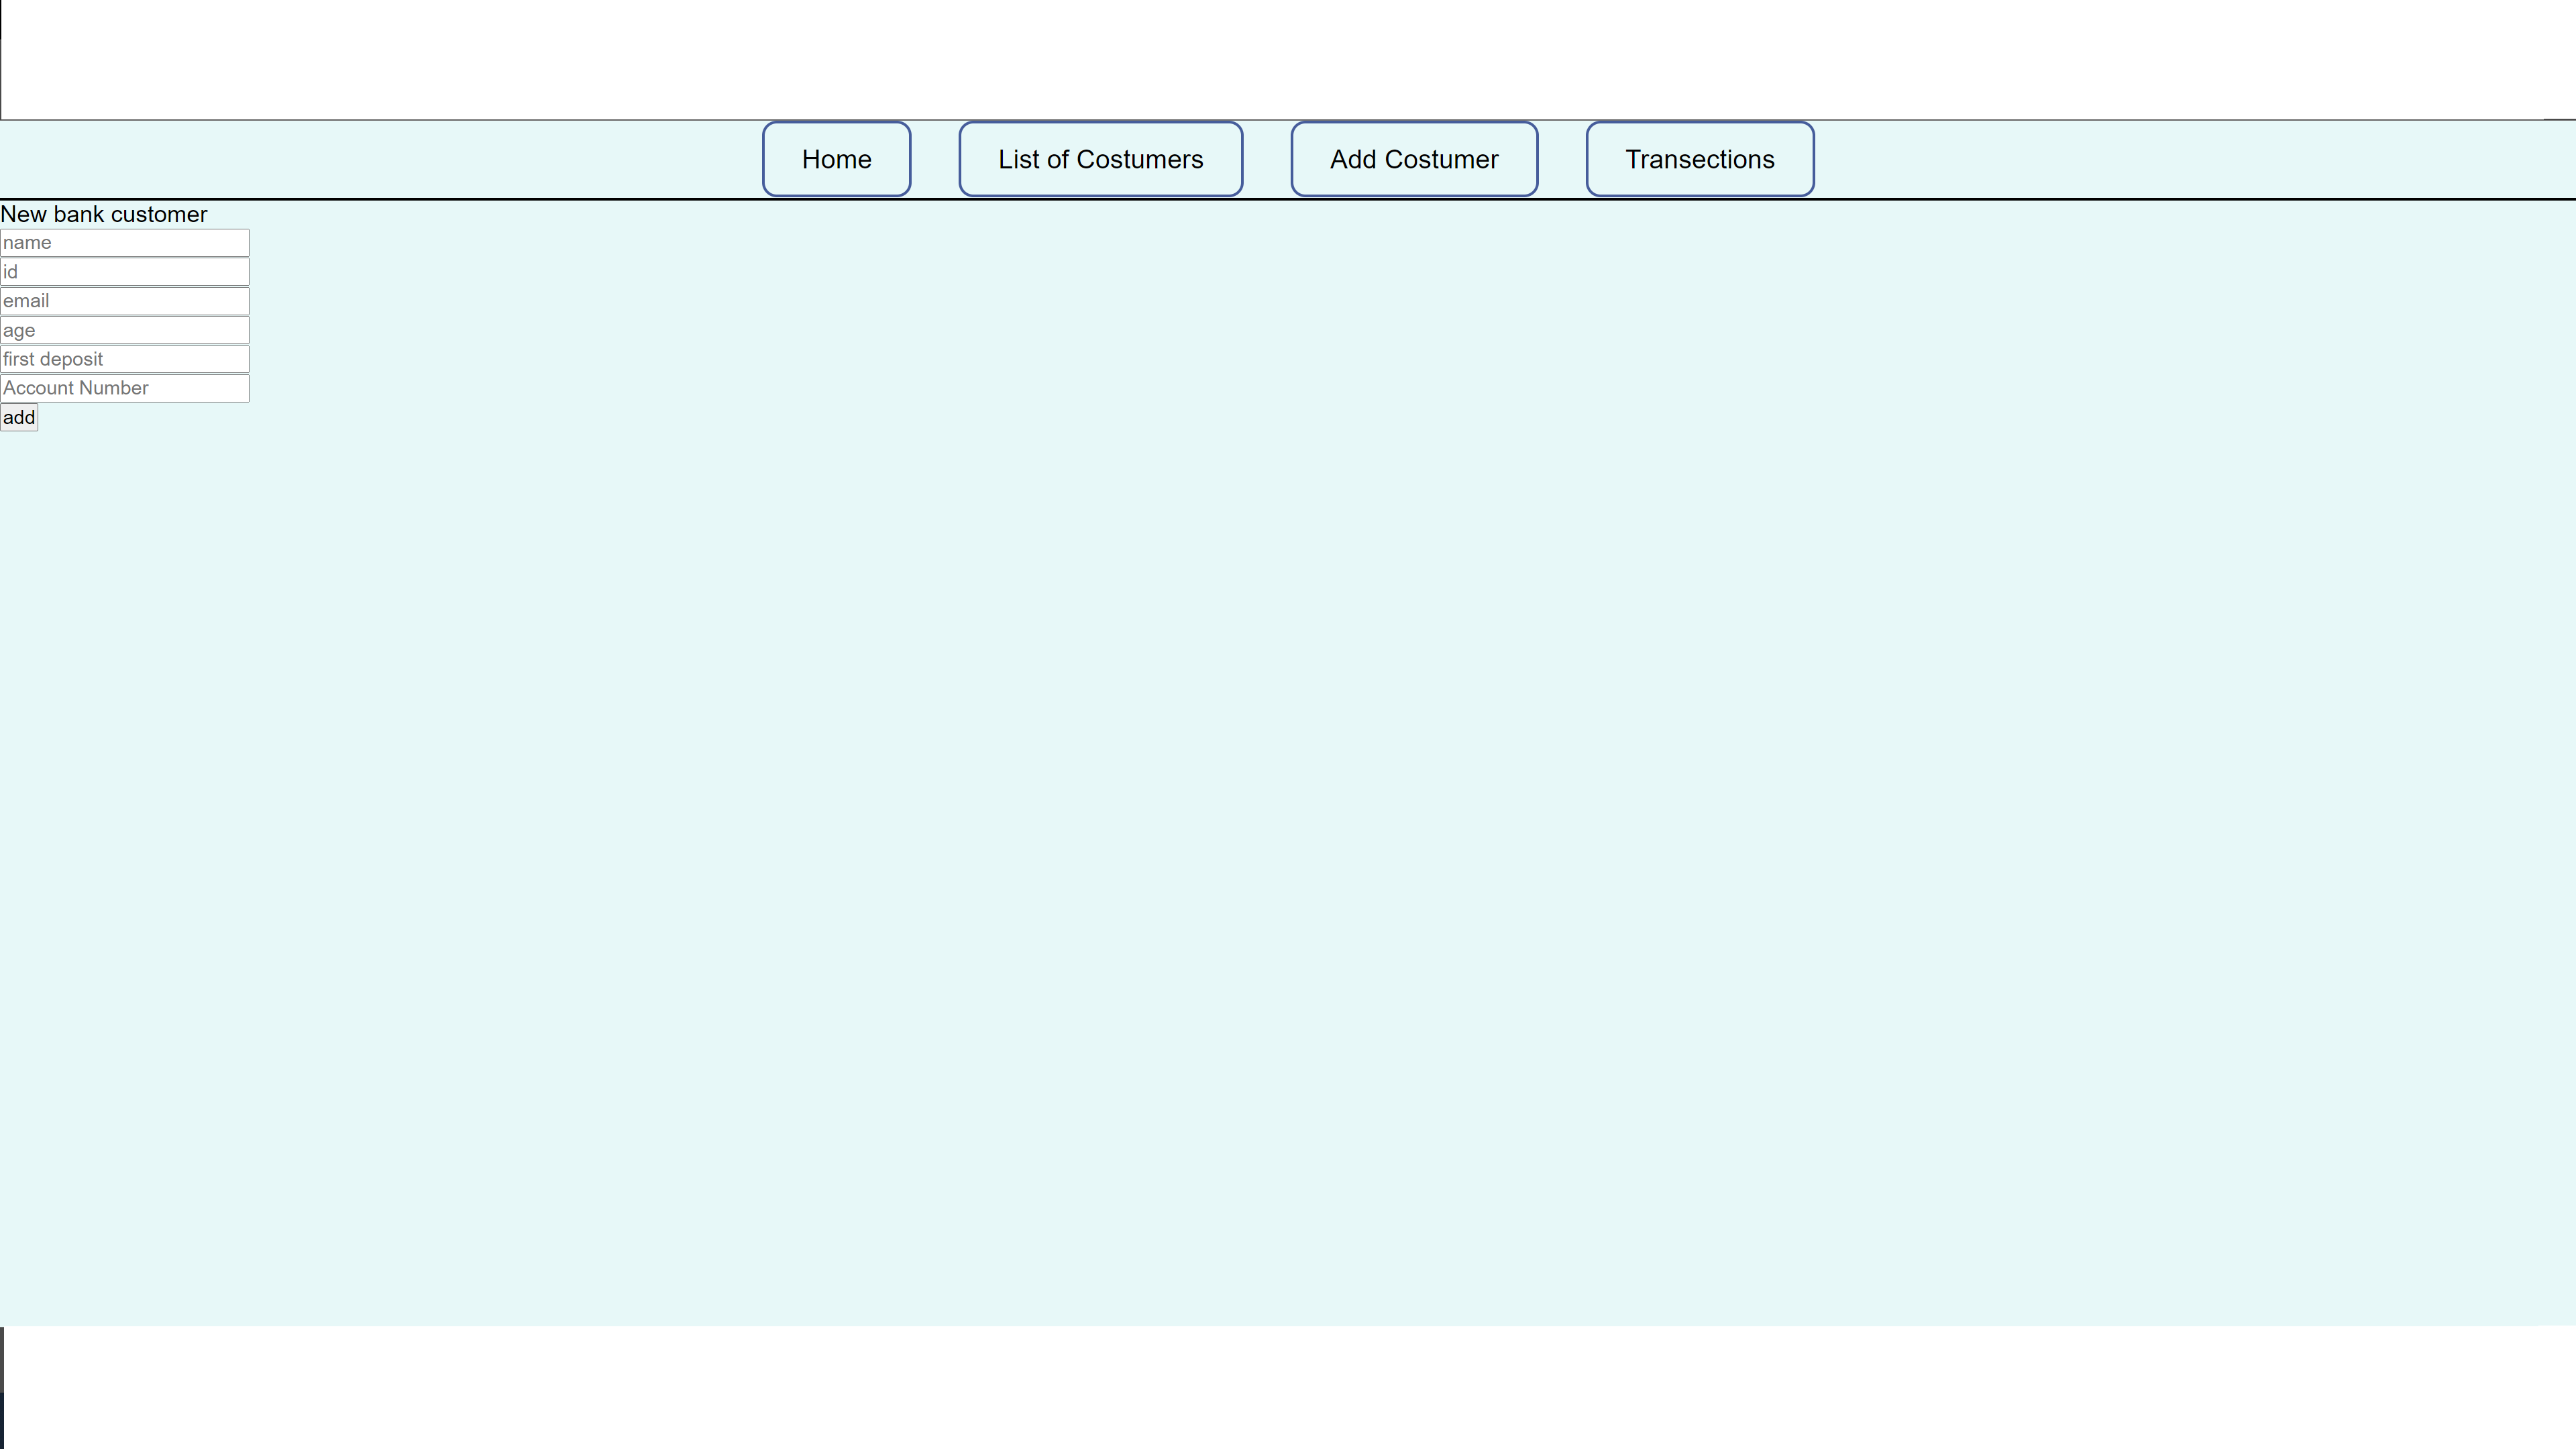 Home List of Costumers Add Costumer Transections
New bank customer
name
id
email
age
first deposit
Account Number
add